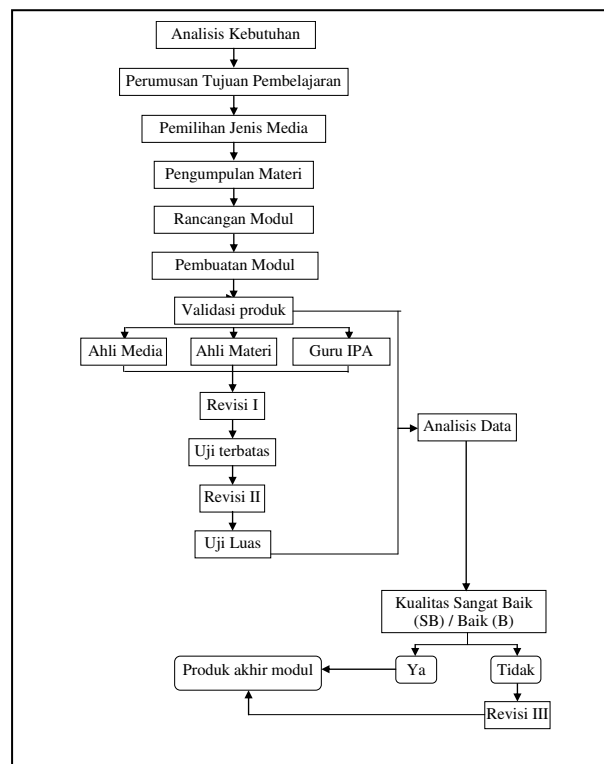 Analisis Kebutuhan
Perumusan Tujuan Pembelajaran
Pemilihan Jenis Media
Pengumpulan Materi
Rancangan Modul
Pembuatan Modul
Validasi produk
Ahli Media
Ahli Materi
Guru IPA
Revisi I
Uji terbatas
Revisi II
Uji Luas
Analisis Data
Kualitas Sangat Baik
(SB) / Baik (B)
Ya
Tidak
Produk akhir modul
Revisi III